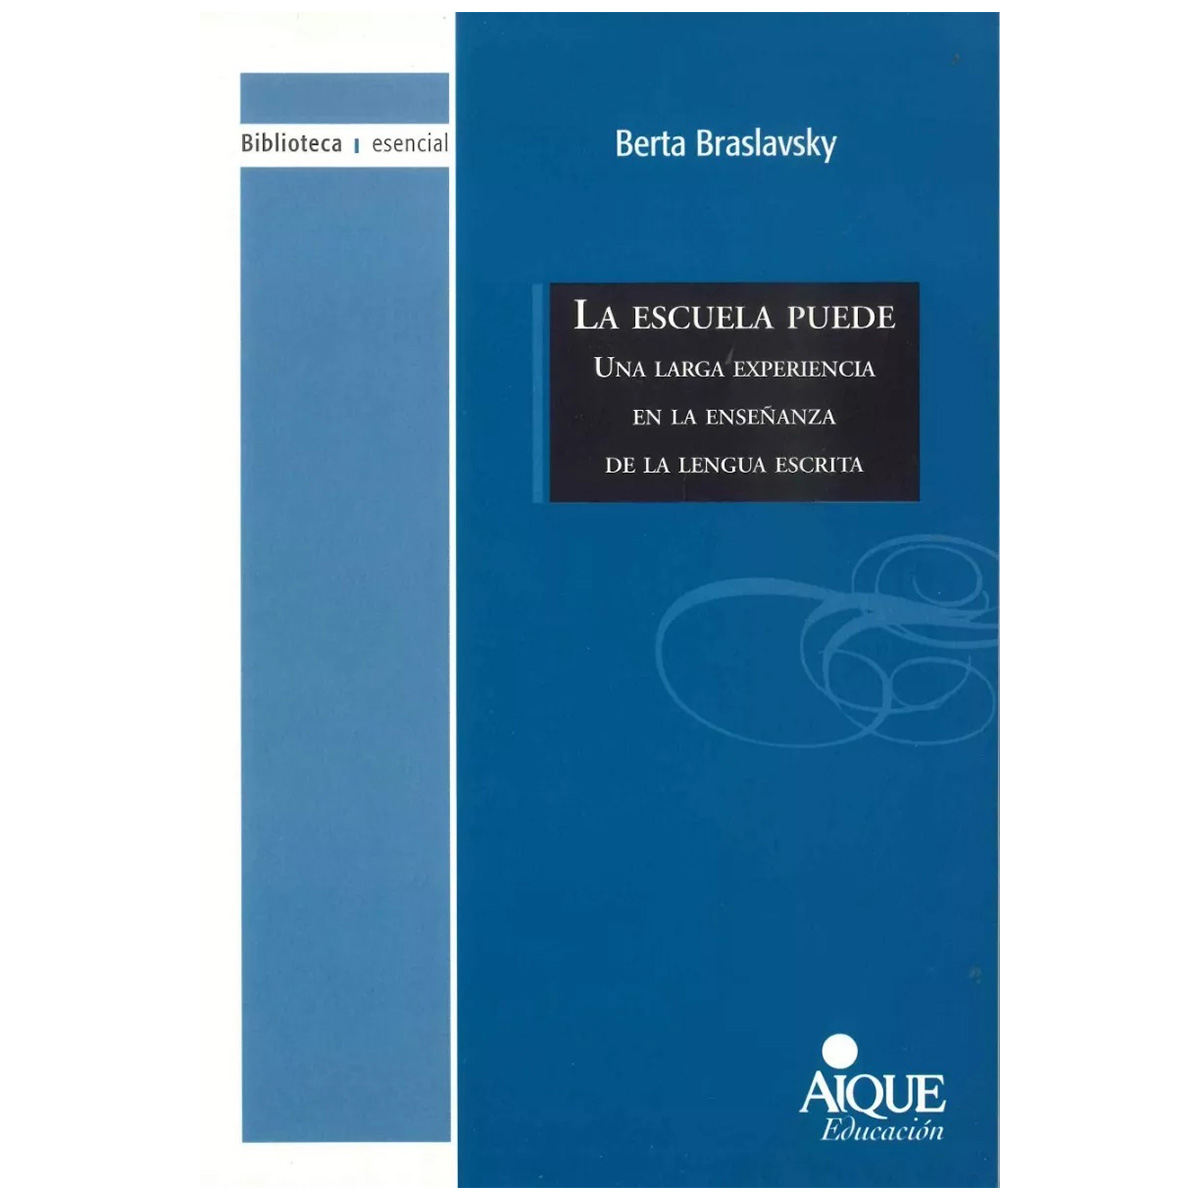 Biblioteca | esencial
Berta Braslavsky
LA ESCUELA PUEDE
UNA LARGA EXPERIENCIA
EN LA ENSEÑANZA
DE LA LENGUA ESCRITA
AIQUE
Educación